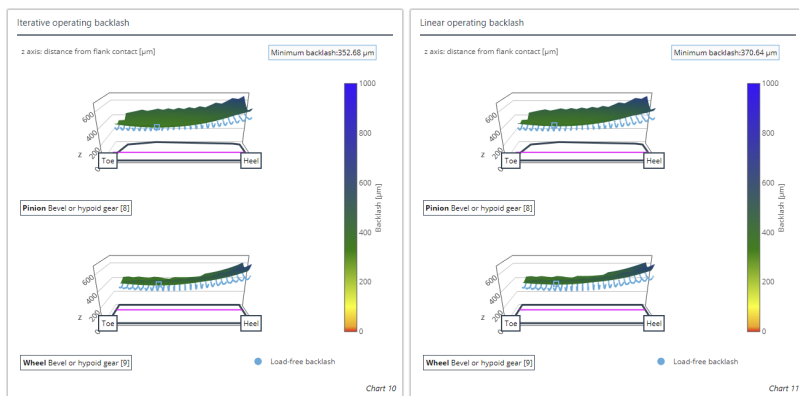 Iterative operating backlash
z axis: distance from flank contact [µm]
Minimum backlash:352.68 µm
1000
800
600
400
200
0
Backlash [µm]
600
400
200
0
z
Toe
Heel
Pinion Bevel or hypoid gear [8]
600
400
200
0
z
Toe
Heel
Wheel Bevel or hypoid gear [9]
Load-free backlash
Chart 10
Linear operating backlash
z axis: distance from flank contact [µm]
Minimum backlash:370.64 µm
1000
800
600
400
200
0
Backlash [µm]
600
400
200
0
z
Toe
Heel
Pinion Bevel or hypoid gear [8]
600
400
200
0
z
Toe
Heel
Wheel Bevel or hypoid gear [9]
Load-free backlash
Chart 11